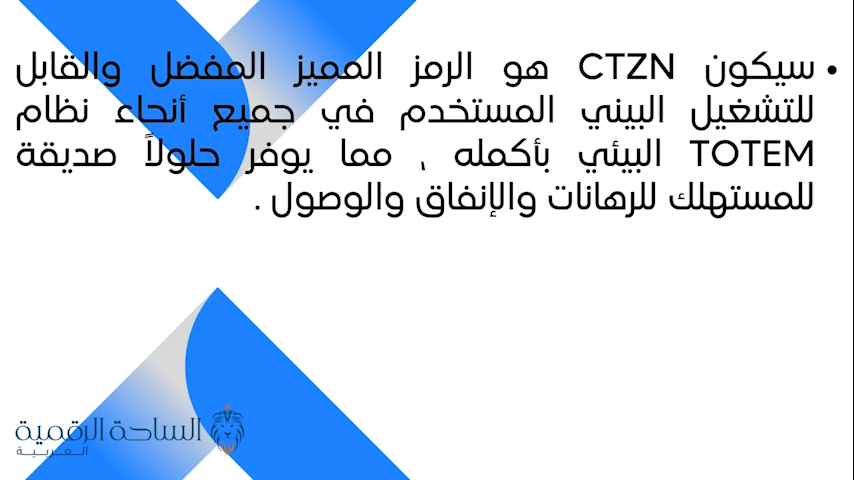 • سيكون CTZN هو الرمز المميز المفضل والقابل
للتشغيل البيني المستخدم في جميع أنحاء نظام
TOTEM البيئي بأكمله ، مما يوفر حلولاً صديقة
للمستهلك للرهانات والإنفاق والوصول .
الساحة الرقمية
العربية